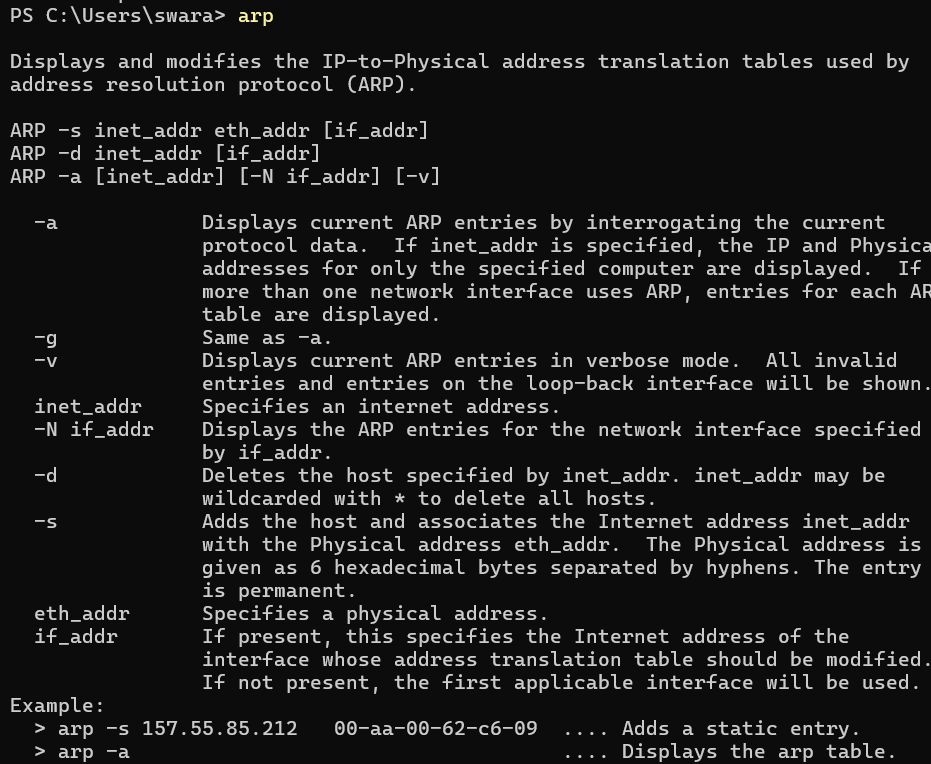 PS C:\Users\swara> arp
Displays and modifies the IP-to-Physical address translation tables used by
address resolution protocol (ARP).
ARP -s inet_addr eth_addr [if_addr]
ARP -d inet_addr [if_addr]
ARP -a [inet_addr] [-N if_addr] [-v]
-a            Displays current ARP entries by interrogating the current
protocol data.  If inet_addr is specified, the IP and Physica
addresses for only the specified computer are displayed.  If
more than one network interface uses ARP, entries for each AR
table are displayed.
-g            Same as -a.
-v            Displays current ARP entries in verbose mode.  All invalid
entries and entries on the loop-back interface will be shown.
inet_addr     Specifies an internet address.
-N if_addr    Displays the ARP entries for the network interface specified
by if_addr.
-d            Deletes the host specified by inet_addr. inet_addr may be
wildcarded with * to delete all hosts.
-s            Adds the host and associates the Internet address inet_addr
with the Physical address eth_addr.  The Physical address is
given as 6 hexadecimal bytes separated by hyphens. The entry
is permanent.
eth_addr      Specifies a physical address.
if_addr       If present, this specifies the Internet address of the
interface whose address translation table should be modified.
If not present, the first applicable interface will be used.
Example:
> arp -s 157.55.85.212   00-aa-00-62-c6-09  .... Adds a static entry.
> arp -a                                    .... Displays the arp table.